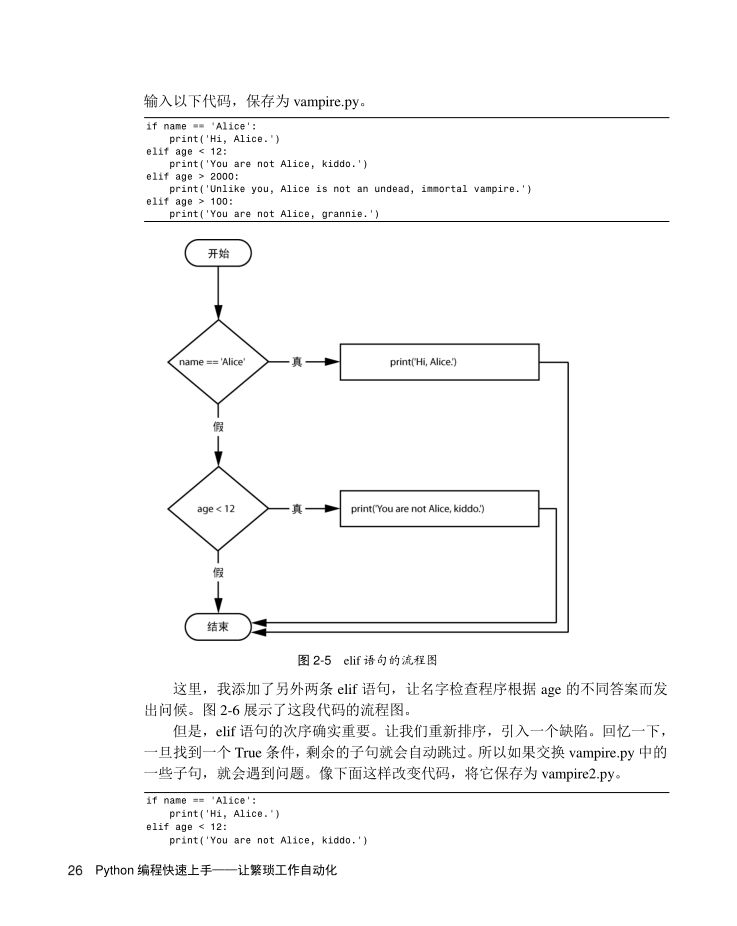 输入以下代码，保存为 vampire.py。
if name == 'Alice':
    print('Hi, Alice.')
elif age < 12:
    print('You are not Alice, kiddo.')
elif age > 2000:
    print('Unlike you, Alice is not an undead, immortal vampire.')
elif age > 100:
    print('You are not Alice, grannie.')
开始
name == 'Alice'
真
print('Hi, Alice.')
假
age < 12
真
print('You are not Alice, kiddo.')
假
结束
图 2-5 elif 语句的流程图
这里，我添加了另外两条 elif 语句，让名字检查程序根据 age 的不同答案而发
出问候。图 2-6 展示了这段代码的流程图。
但是，elif 语句的次序确实重要。让我们重新排序，引入一个缺陷。回忆一下，
一旦找到一个 True 条件，剩余的子句就会自动跳过。所以如果交换 vampire.py 中的
一些子句，就会遇到问题。像下面这样改变代码，将它保存为 vampire2.py。
if name == 'Alice':
    print('Hi, Alice.')
elif age < 12:
    print('You are not Alice, kiddo.')
26 Python 编程快速上手——让繁琐工作自动化